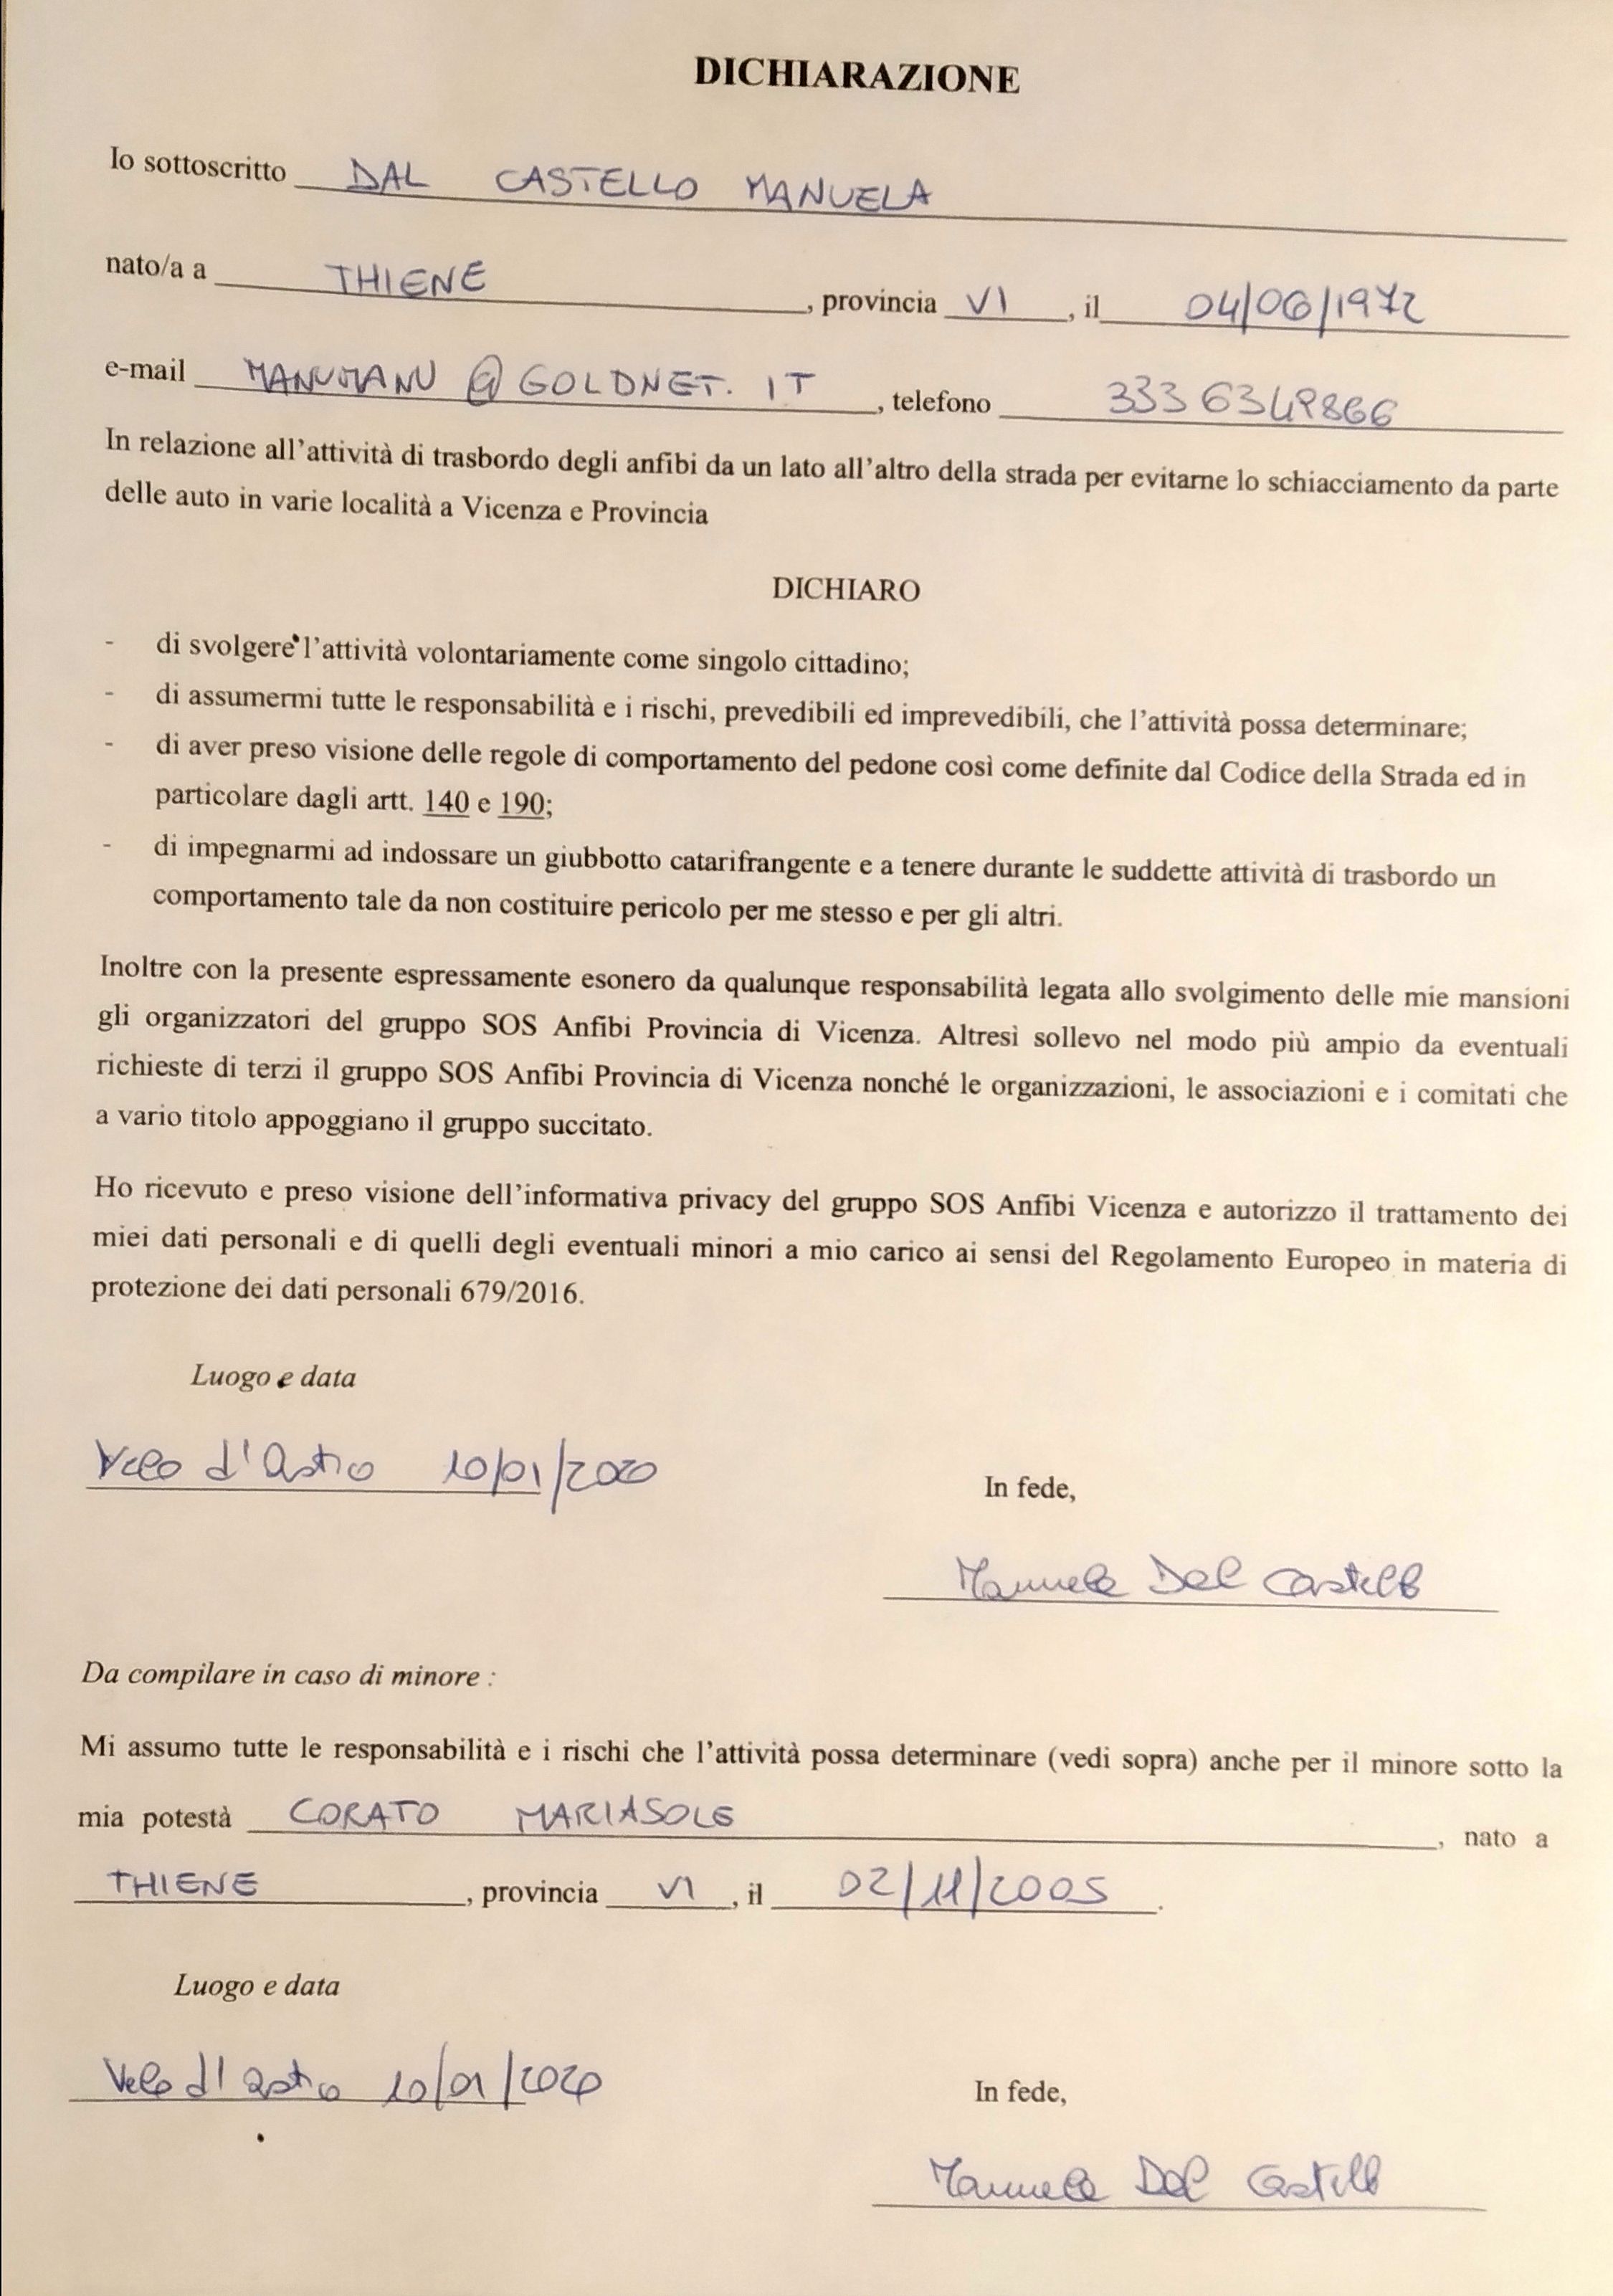 DICHIARAZIONE
Io sottoscritto DAL CASTELLO MANUELA
nato/a a THIENE, provincia VI, il 04/06/1972
e-mail MANUMANU@GOLDNET.IT, telefono 333 6349866
In relazione all'attività di trasbordo degli anfibi da un lato all'altro della strada per evitarne lo schiacciamento da parte
delle auto in varie località a Vicenza e Provincia
DICHIARO
- di svolgere l'attività volontariamente come singolo cittadino;
- di assumermi tutte le responsabilità e i rischi, prevedibili ed imprevedibili, che l'attività possa determinare;
- di aver preso visione delle regole di comportamento del pedone così come definite dal Codice della Strada ed in
particolare dagli artt. 140 e 190;
- di impegnarmi ad indossare un giubbotto catarifrangente e a tenere durante le suddette attività di trasbordo un
comportamento tale da non costituire pericolo per me stesso e per gli altri.
Inoltre con la presente espressamente esonero da qualunque responsabilità legata allo svolgimento delle mie mansioni
gli organizzatori del gruppo SOS Anfibi Provincia di Vicenza. Altresì sollevo nel modo più ampio da eventuali
richieste di terzi il gruppo SOS Anfibi Provincia di Vicenza nonché le organizzazioni, le associazioni e i comitati che
a vario titolo appoggiano il gruppo succitato.
Ho ricevuto e preso visione dell'informativa privacy del gruppo SOS Anfibi Vicenza e autorizzo il trattamento dei
miei dati personali e di quelli degli eventuali minori a mio carico ai sensi del Regolamento Europeo in materia di
protezione dei dati personali 679/2016.
Luogo e data
Velo d'Astico 10/01/2020
In fede,
Manuela Dal Castello
Da compilare in caso di minore :
Mi assumo tutte le responsabilità e i rischi che l'attività possa determinare (vedi sopra) anche per il minore sotto la
mia potestà CORATO MARIASOLE, nato a
THIENE, provincia VI, il 02/11/2005.
Luogo e data
Velo d'Astico 10/01/2020
In fede,
Manuela Dal Castello